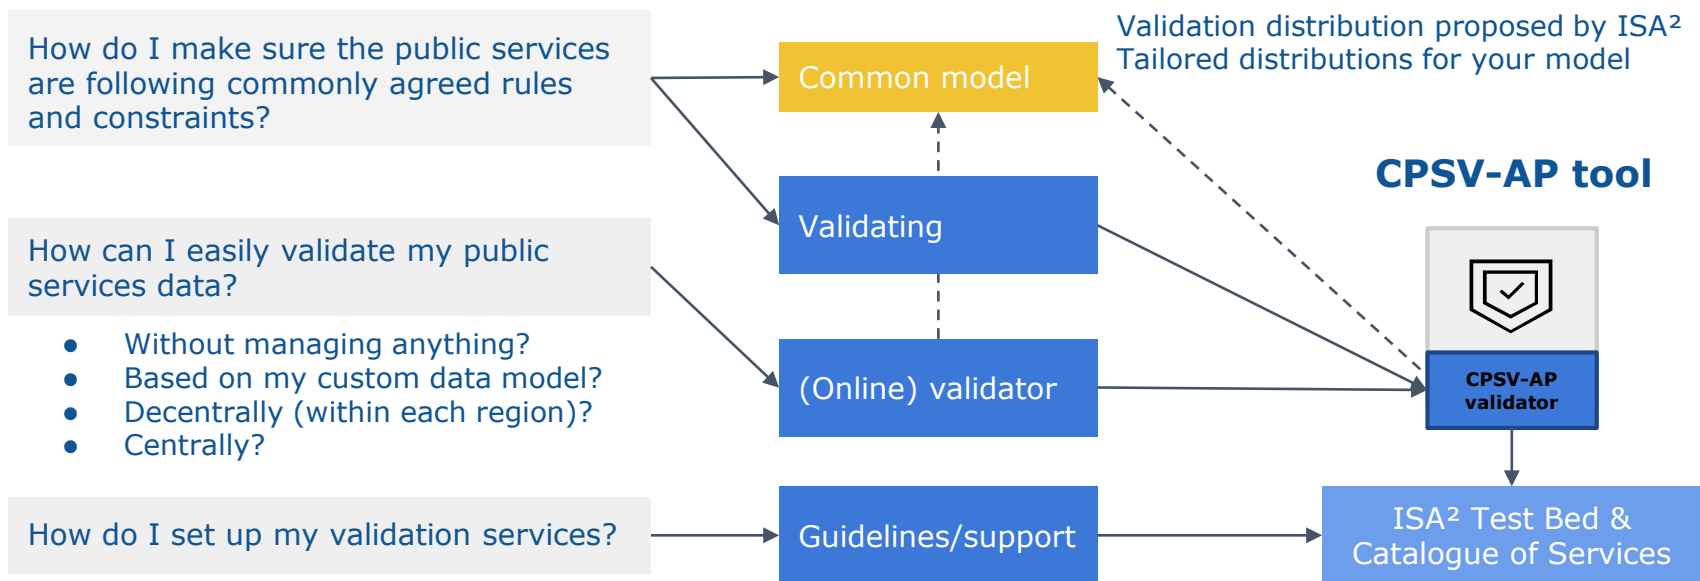 How do I make sure the public services
are following commonly agreed rules
and constraints?
How can I easily validate my public
services data?
● Without managing anything?
● Based on my custom data model?
● Decentrally (within each region)?
● Centrally?
How do I set up my validation services?
Common model
Validating
(Online) validator
Guidelines/support
Validation distribution proposed by ISA²
Tailored distributions for your model
CPSV-AP tool
CPSV-AP
validator
ISA² Test Bed &
Catalogue of Services